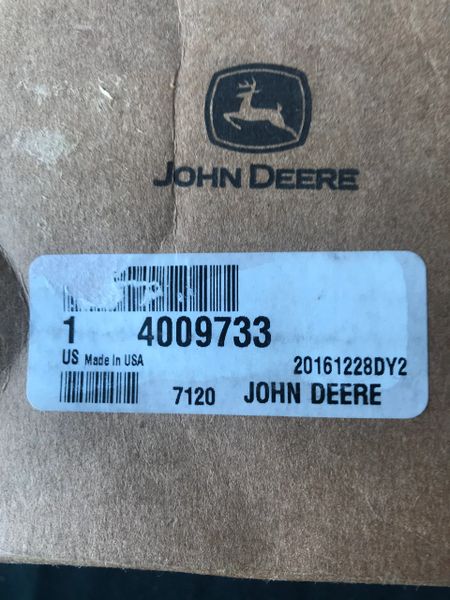 JOHN DEERE
1 4009733
US Made In USA
20161228DY2
7120 JOHN DEERE